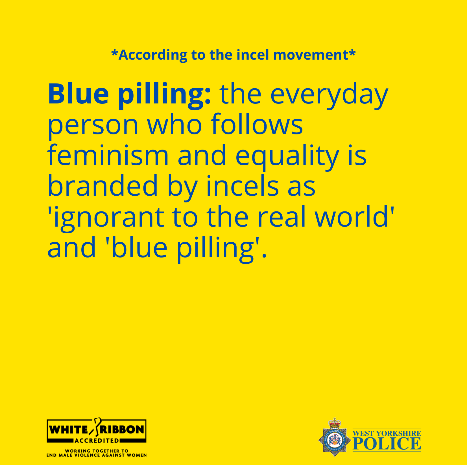 *According to the incel movement*
Blue pilling: the everyday
person who follows
feminism and equality is
branded by incels as
'ignorant to the real world'
and 'blue pilling'.
WHITE RIBBON
ACCREDITED
WORKING TOGETHER TO
END MALE VIOLENCE AGAINST WOMEN
WEST YORKSHIRE
POLICE